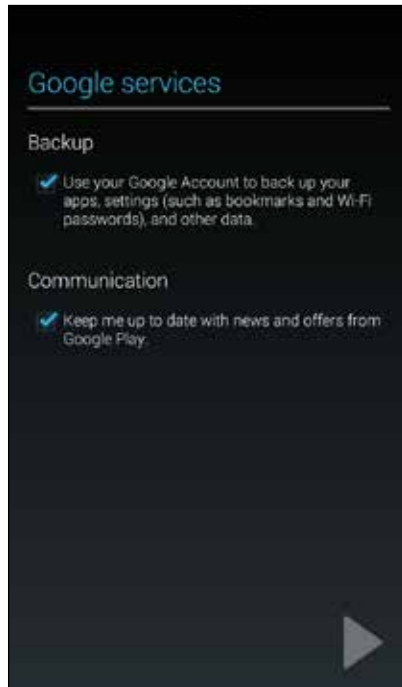 Google services
Backup
Use your Google Account to back up your
apps, settings (such as bookmarks and Wi-Fi
passwords), and other data.
Communication
Keep me up to date with news and offers from
Google Play.